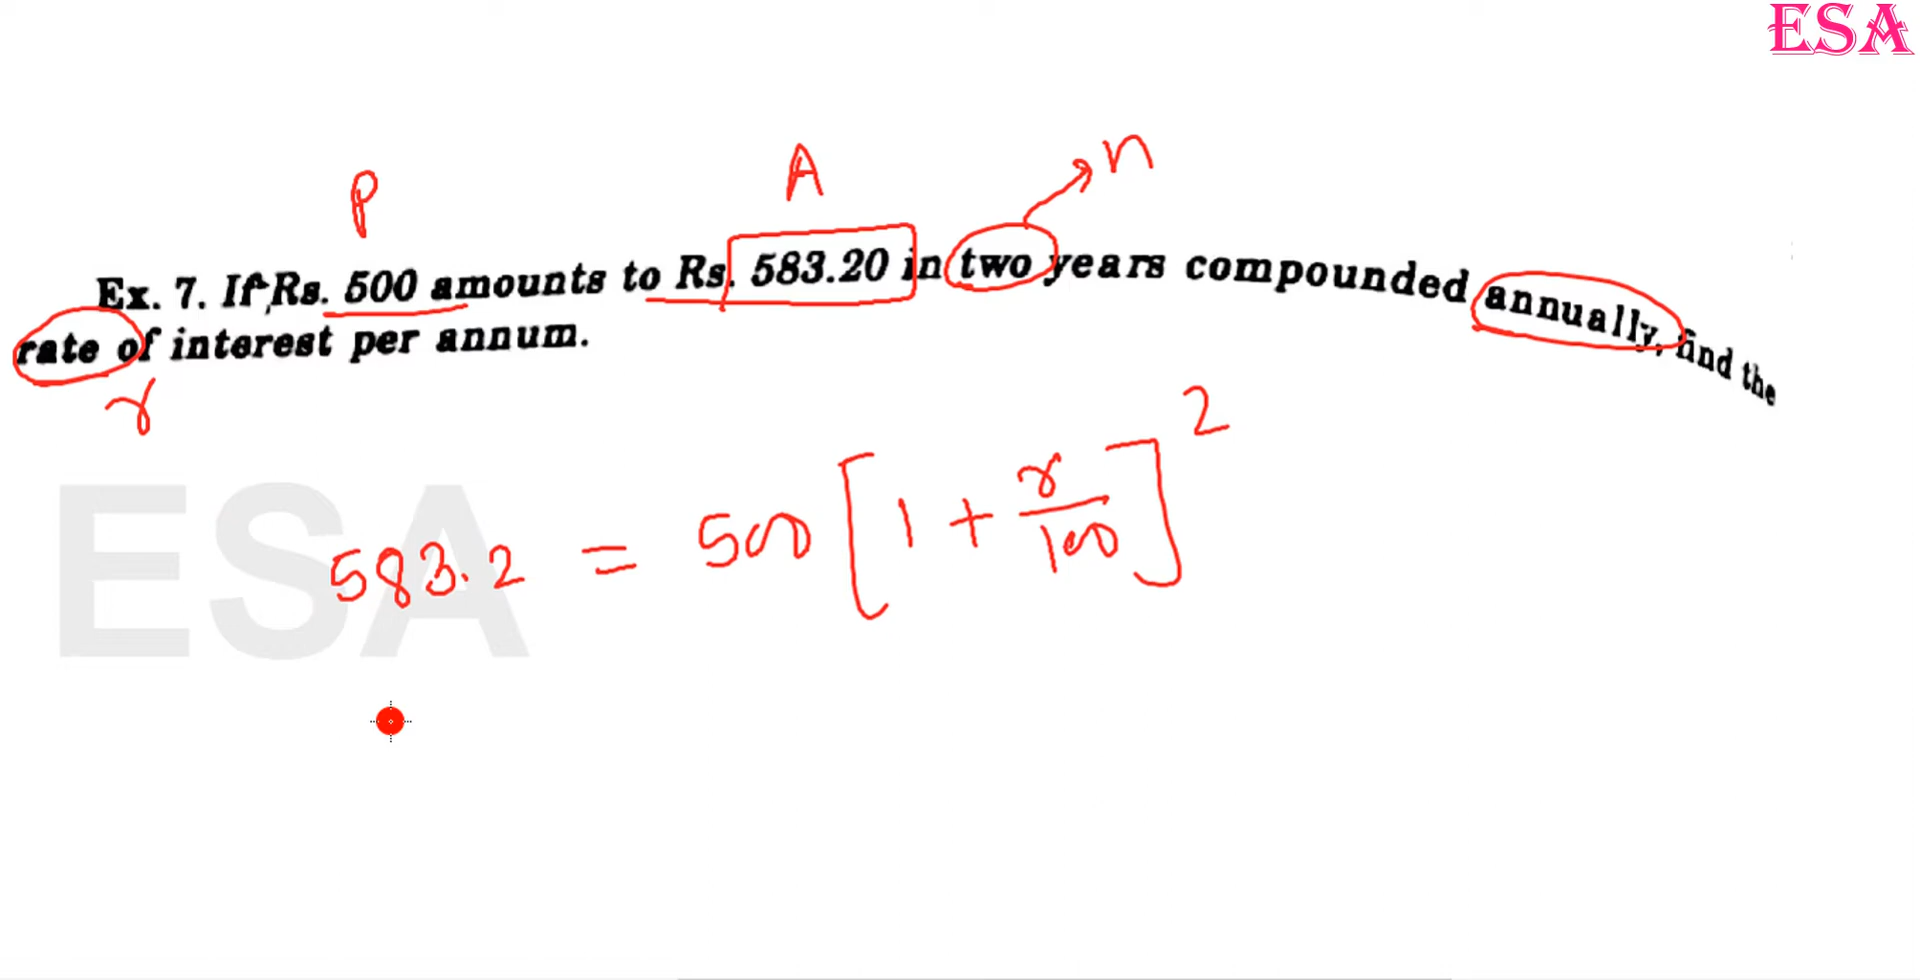 ESA
P
A
n
Ex. 7. If Rs. 500 amounts to Rs. 583.20 in two years compounded annually, find the
rate of interest per annum.
r
583.2 = 500 [1 + r/100]^2
ESA